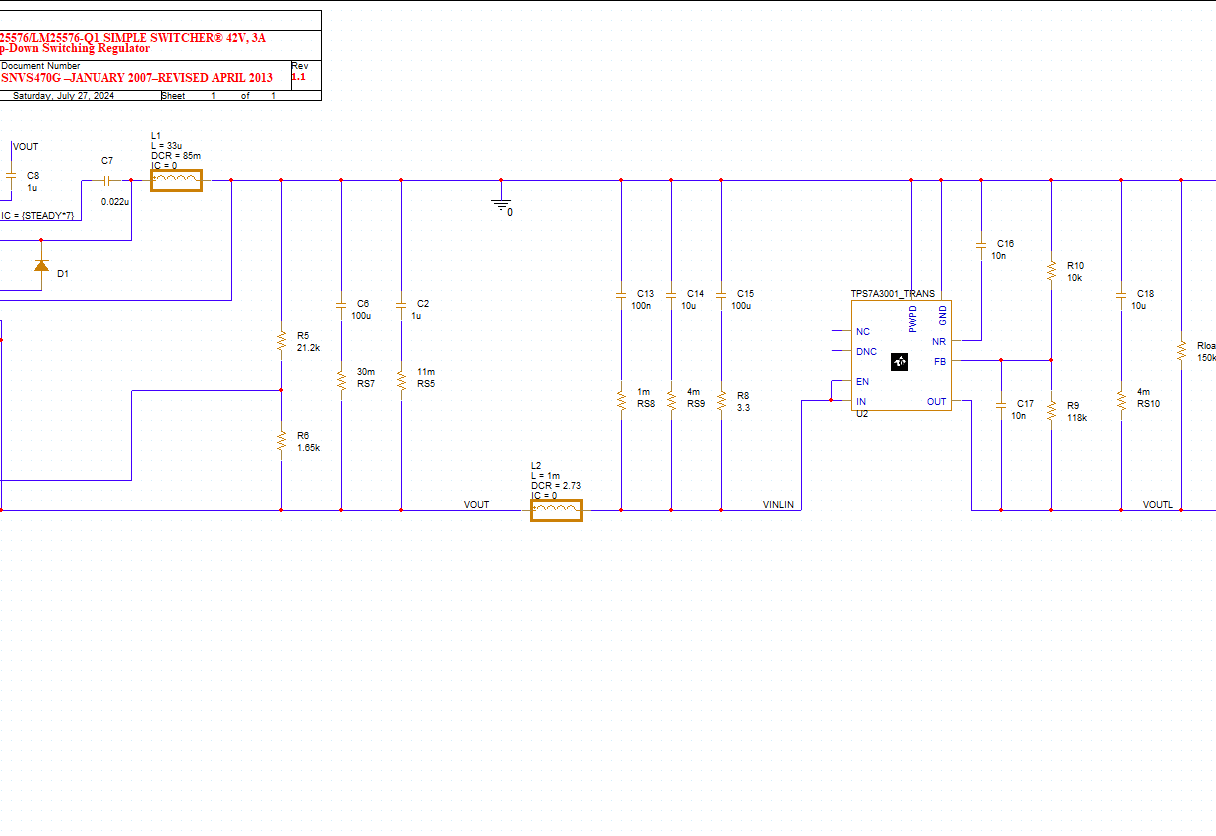 25576/LM25576-Q1 SIMPLE SWITCHER® 42V, 3A
p-Down Switching Regulator
Document Number
Rev
SNVS470G –JANUARY 2007–REVISED APRIL 2013
1.1
Saturday, July 27, 2024
Sheet 1 of 1
VOUT
C8
1u
IC = {STEADY*7}
C7
0.022u
L1
L = 33u
DCR = 85m
IC = 0
D1
R5
21.2k
R6
1.65k
C6
100u
30m
RS7
C2
1u
11m
RS5
0
VOUT
L2
L = 1m
DCR = 2.73
IC = 0
C13
100n
1m
RS8
C14
10u
4m
RS9
C15
100u
R8
3.3
VINLIN
TPS7A3001_TRANS
PWPD
GND
NC
DNC
EN
IN
NR
FB
OUT
U2
C16
10n
R10
10k
C17
10n
R9
118k
C18
10u
4m
RS10
VOUTL
Rloa
150k